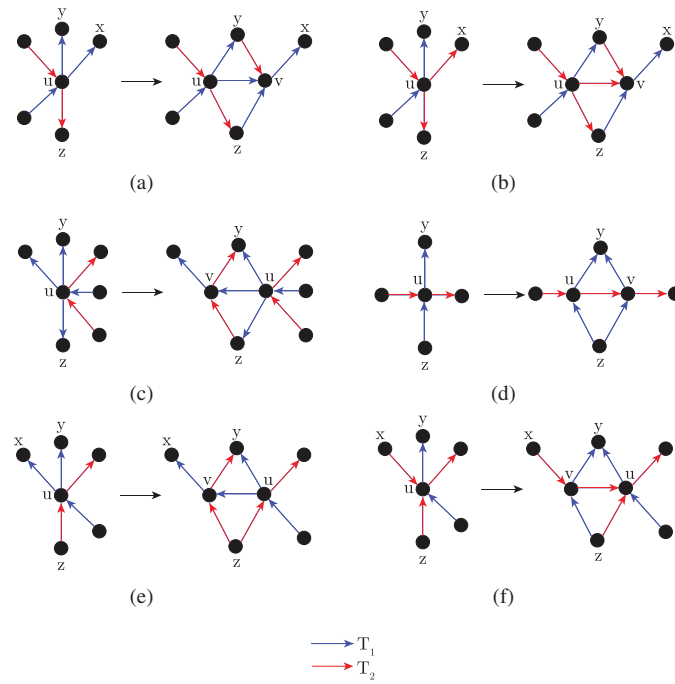 y x y x
u u v
z z
(a)
y x y x
u u v
z z
(b)
y y
u v u
z z
(c)
y y
u u v
z z
(d)
x y x y
u v u
z z
(e)
x y x y
u v u
z z
(f)
T1
T2